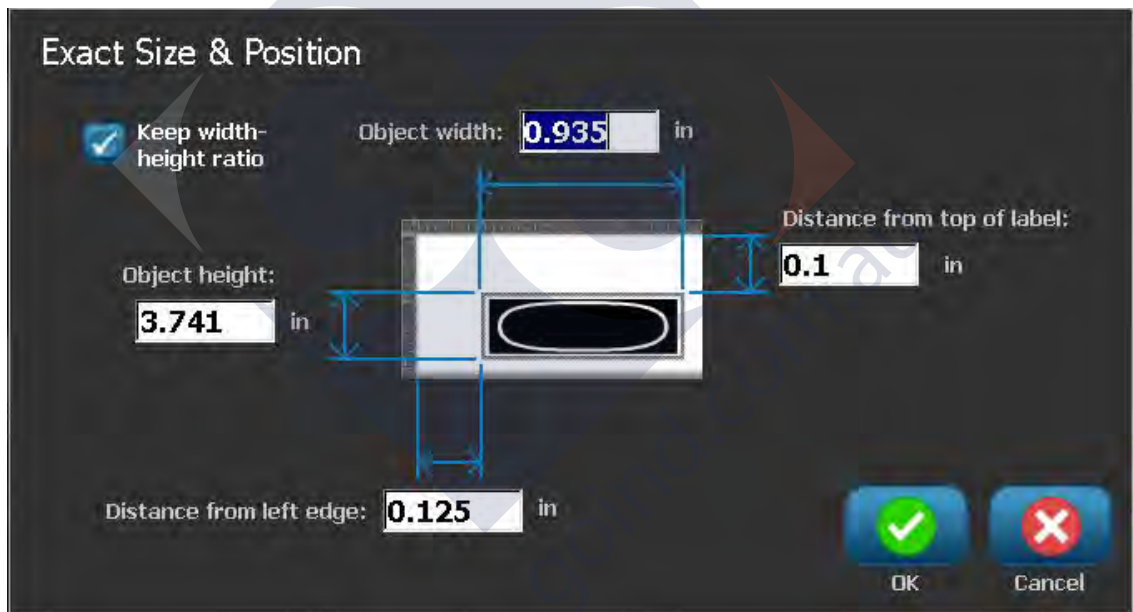 Exact Size & Position
Keep width-
height ratio
Object width: 0.935 in
Distance from top of label:
0.1 in
Object height:
3.741 in
Distance from left edge: 0.125 in
OK
Cancel